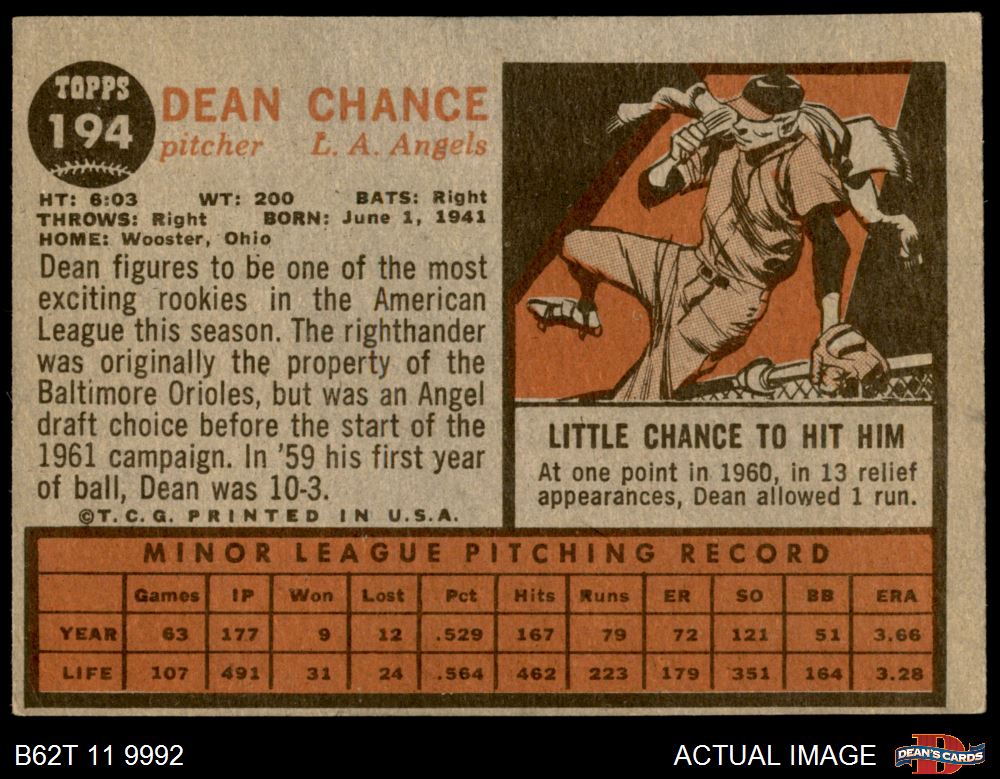 TOPPS
194
DEAN CHANCE
pitcher L. A. Angels
HT: 6:03 WT: 200 BATS: Right
THROWS: Right BORN: June 1, 1941
HOME: Wooster, Ohio
Dean figures to be one of the most
exciting rookies in the American
League this season. The righthander
was originally the property of the
Baltimore Orioles, but was an Angel
draft choice before the start of the
1961 campaign. In '59 his first year
of ball, Dean was 10-3.
©T.C.G. PRINTED IN U.S.A.
LITTLE CHANCE TO HIT HIM
At one point in 1960, in 13 relief
appearances, Dean allowed 1 run.
MINOR LEAGUE PITCHING RECORD
Games IP Won Lost Pct Hits Runs ER SO BB ERA
YEAR 63 177 9 12 .529 167 79 72 121 51 3.66
LIFE 107 491 31 24 .564 462 223 179 351 164 3.28
B62T 11 9992 ACTUAL IMAGE DEAN'S CARDS